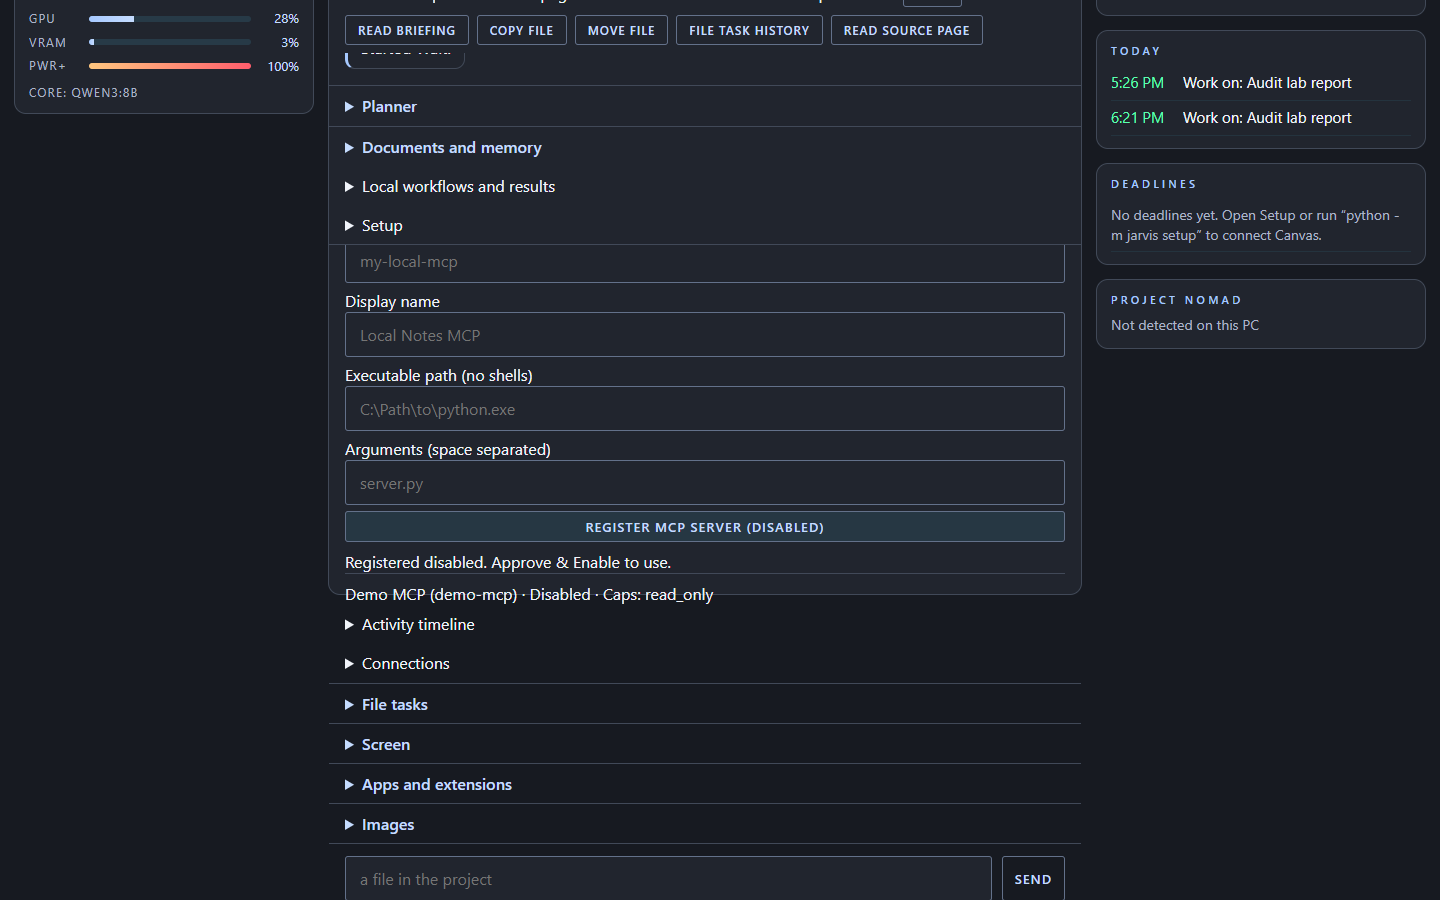 GPU 28%
VRAM 3%
PWR+ 100%
CORE: QWEN3:8B
READ BRIEFING COPY FILE MOVE FILE FILE TASK HISTORY READ SOURCE PAGE
Planner
Documents and memory
Local workflows and results
Setup
my-local-mcp
Display name
Local Notes MCP
Executable path (no shells)
C:\Path\to\python.exe
Arguments (space separated)
server.py
REGISTER MCP SERVER (DISABLED)
Registered disabled. Approve & Enable to use.
Demo MCP (demo-mcp) · Disabled · Caps: read_only
Activity timeline
Connections
File tasks
Screen
Apps and extensions
Images
a file in the project SEND
TODAY
5:26 PM Work on: Audit lab report
6:21 PM Work on: Audit lab report
DEADLINES
No deadlines yet. Open Setup or run “python -
m jarvis setup” to connect Canvas.
PROJECT NOMAD
Not detected on this PC